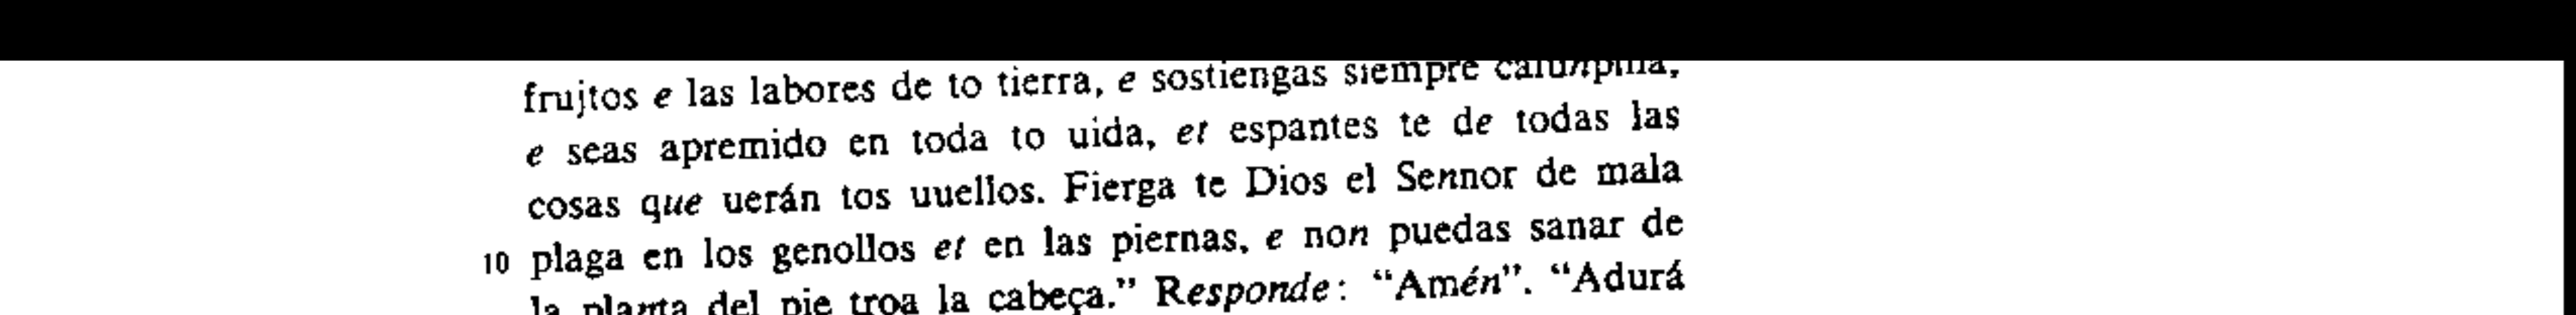 frujtos e las labores de to tierra, e sostiengas siempre calunpnia,
e seas apremido en toda to uida, et espantes te de todas las
cosas que uerán tos uuellos. Fierga te Dios el Sennor de mala
10 plaga en los genollos et en las piernas, e non puedas sanar de
la planta del pie troa la cabeça.” Responde: “Amén”. “Adurá